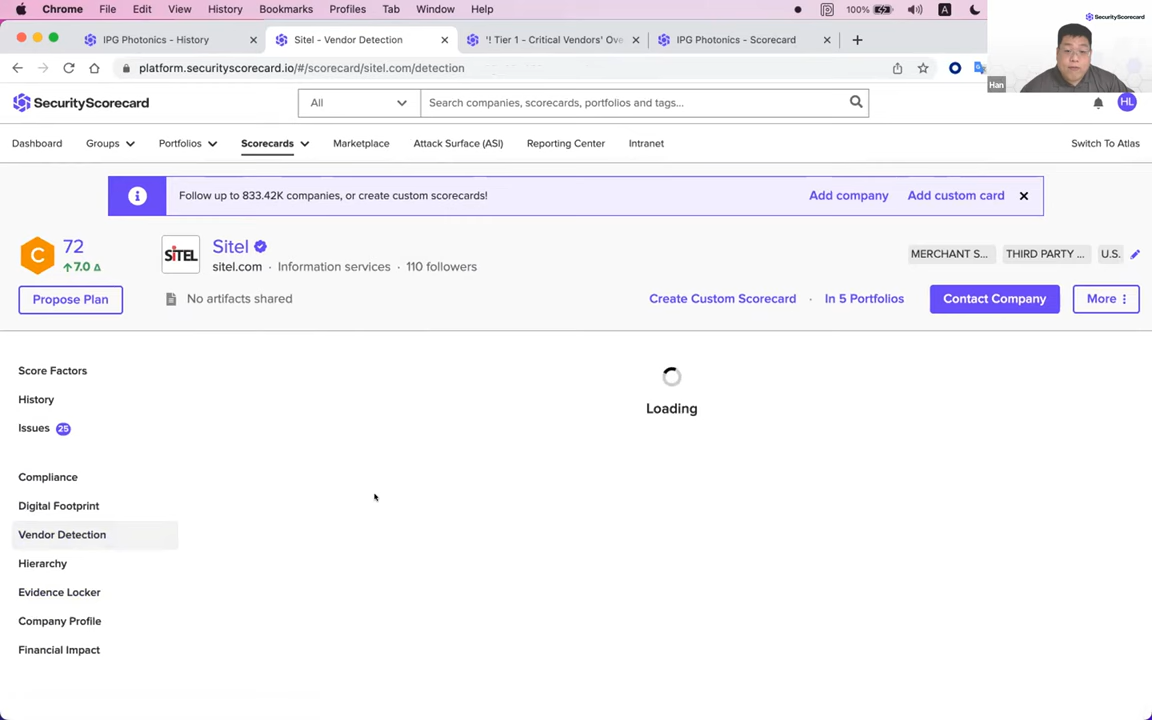 Chrome File Edit View History Bookmarks Profiles Tab Window Help 100% A
SecurityScorecard
IPG Photonics - History
Sitel - Vendor Detection
'! Tier 1 - Critical Vendors' Ove
IPG Photonics - Scorecard
platform.securityscorecard.io/#/scorecard/sitel.com/detection
Han
SecurityScorecard
All
Search companies, scorecards, portfolios and tags...
HL
Dashboard Groups Portfolios Scorecards Marketplace Attack Surface (ASI) Reporting Center Intranet Switch To Atlas
Follow up to 833.42K companies, or create custom scorecards! Add company Add custom card
C 72
7.0
SITEL
Sitel
sitel.com · Information services · 110 followers
MERCHANT S... THIRD PARTY ... U.S.
Propose Plan
No artifacts shared
Create Custom Scorecard · In 5 Portfolios
Contact Company
More
Score Factors
History
Issues 25
Compliance
Digital Footprint
Vendor Detection
Hierarchy
Evidence Locker
Company Profile
Financial Impact
Loading